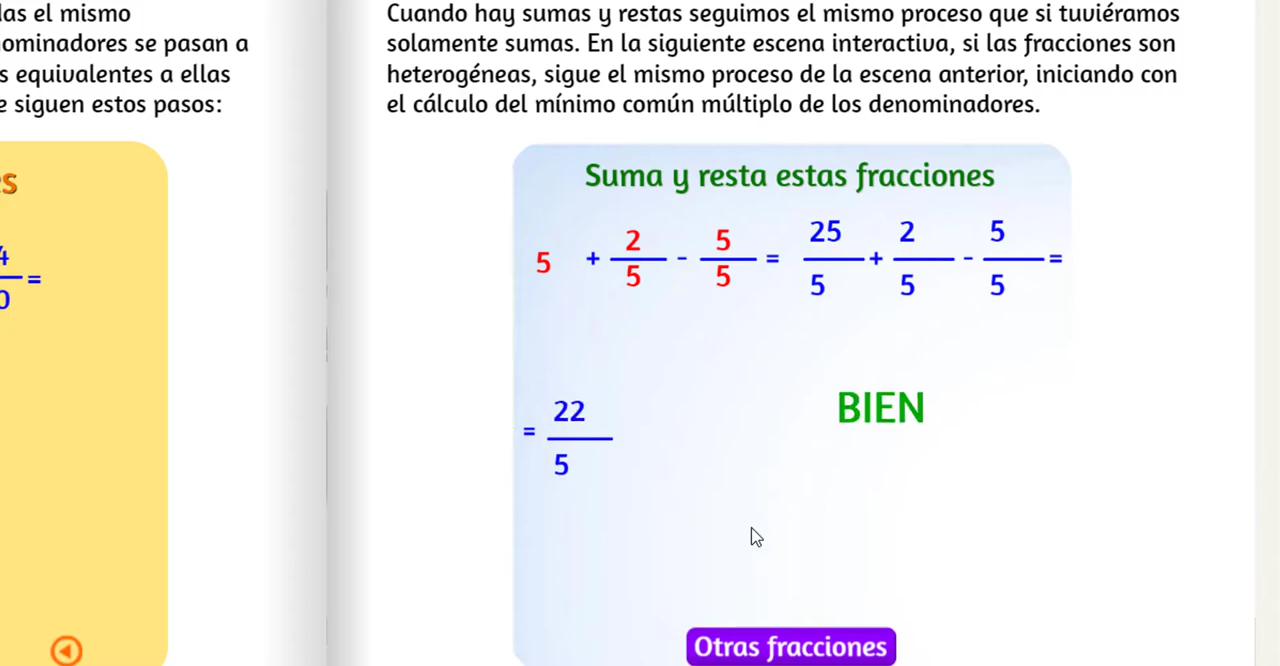 las el mismo
ominadores se pasan a
s equivalentes a ellas
e siguen estos pasos:
s
4
=
0
Cuando hay sumas y restas seguimos el mismo proceso que si tuviéramos
solamente sumas. En la siguiente escena interactiva, si las fracciones son
heterogéneas, sigue el mismo proceso de la escena anterior, iniciando con
el cálculo del mínimo común múltiplo de los denominadores.
Suma y resta estas fracciones
5 + 2/5 - 5/5 = 25/5 + 2/5 - 5/5 =
= 22/5
BIEN
Otras fracciones